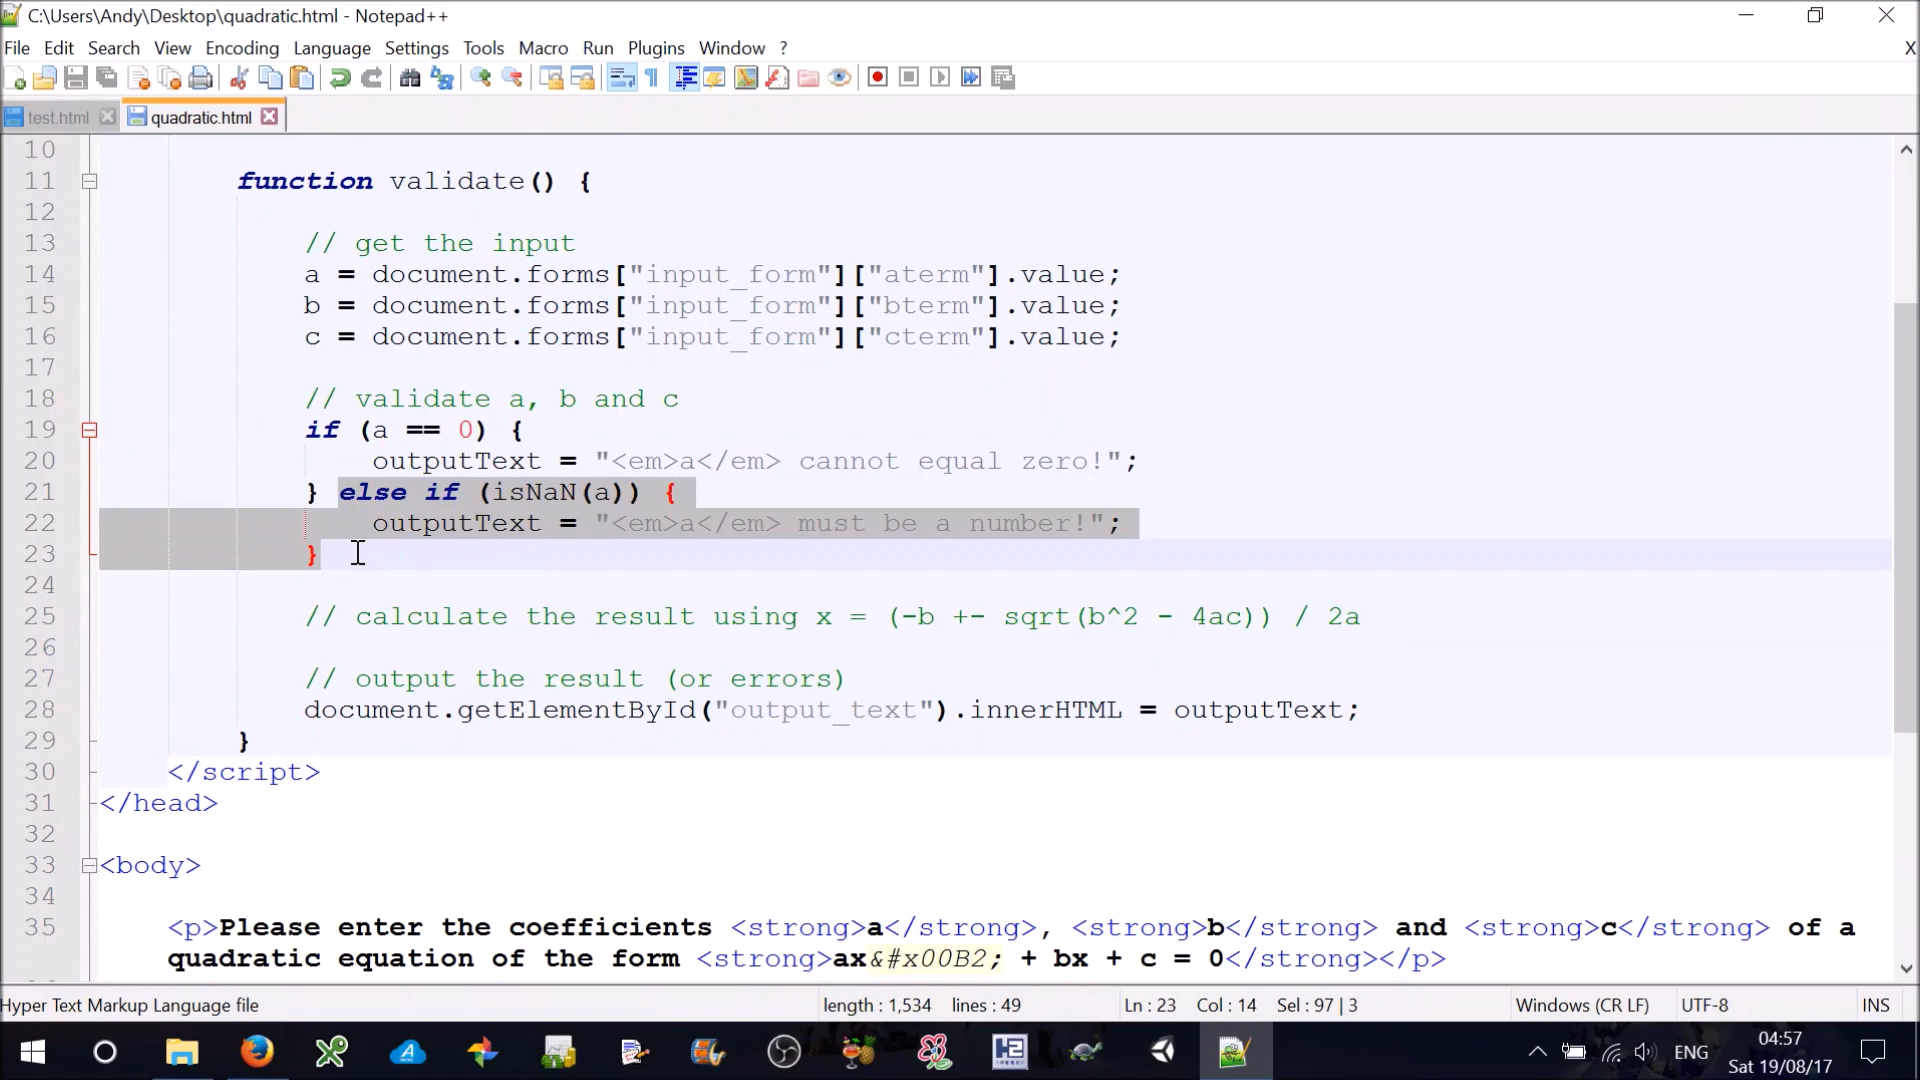 C:\Users\Andy\Desktop\quadratic.html - Notepad++
File Edit Search View Encoding Language Settings Tools Macro Run Plugins Window ? X
test.html quadratic.html
10
11 function validate() {
12
13 // get the input
14 a = document.forms["input_form"]["aterm"].value;
15 b = document.forms["input_form"]["bterm"].value;
16 c = document.forms["input_form"]["cterm"].value;
17
18 // validate a, b and c
19 if (a == 0) {
20 outputText = "<em>a</em> cannot equal zero!";
21 } else if (isNaN(a)) {
22 outputText = "<em>a</em> must be a number!";
23 }
24
25 // calculate the result using x = (-b +- sqrt(b^2 - 4ac)) / 2a
26
27 // output the result (or errors)
28 document.getElementById("output_text").innerHTML = outputText;
29 }
30 </script>
31 </head>
32
33 <body>
34
35 <p>Please enter the coefficients <strong>a</strong>, <strong>b</strong> and <strong>c</strong> of a
quadratic equation of the form <strong>ax&#x00B2; + bx + c = 0</strong></p>
Hyper Text Markup Language file length : 1,534 lines : 49 Ln : 23 Col : 14 Sel : 97 | 3 Windows (CR LF) UTF-8 INS
ENG 04:57
Sat 19/08/17